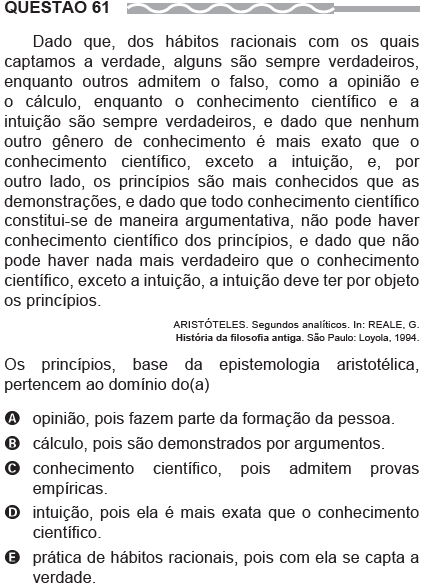 QUESTÃO 61
Dado que, dos hábitos racionais com os quais
captamos a verdade, alguns são sempre verdadeiros,
enquanto outros admitem o falso, como a opinião e
o cálculo, enquanto o conhecimento científico e a
intuição são sempre verdadeiros, e dado que nenhum
outro gênero de conhecimento é mais exato que o
conhecimento científico, exceto a intuição, e, por
outro lado, os princípios são mais conhecidos que as
demonstrações, e dado que todo conhecimento científico
constitui-se de maneira argumentativa, não pode haver
conhecimento científico dos princípios, e dado que não
pode haver nada mais verdadeiro que o conhecimento
científico, exceto a intuição, a intuição deve ter por objeto
os princípios.
ARISTÓTELES. Segundos analíticos. In: REALE, G.
História da filosofia antiga. São Paulo: Loyola, 1994.
Os princípios, base da epistemologia aristotélica,
pertencem ao domínio do(a)
A opinião, pois fazem parte da formação da pessoa.
B cálculo, pois são demonstrados por argumentos.
C conhecimento científico, pois admitem provas
empíricas.
D intuição, pois ela é mais exata que o conhecimento
científico.
E prática de hábitos racionais, pois com ela se capta a
verdade.